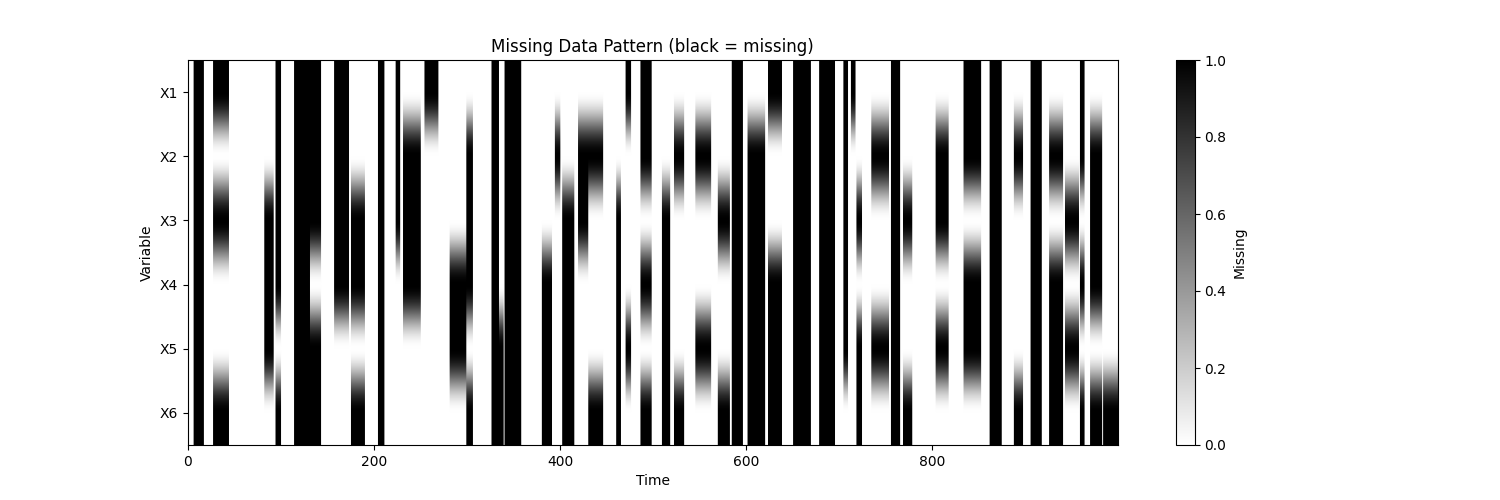 Missing Data Pattern (black = missing)
X1
X2
X3
X4
X5
X6
Variable
0
200
400
600
800
Time
1.0
0.8
0.6
0.4
0.2
0.0
Missing